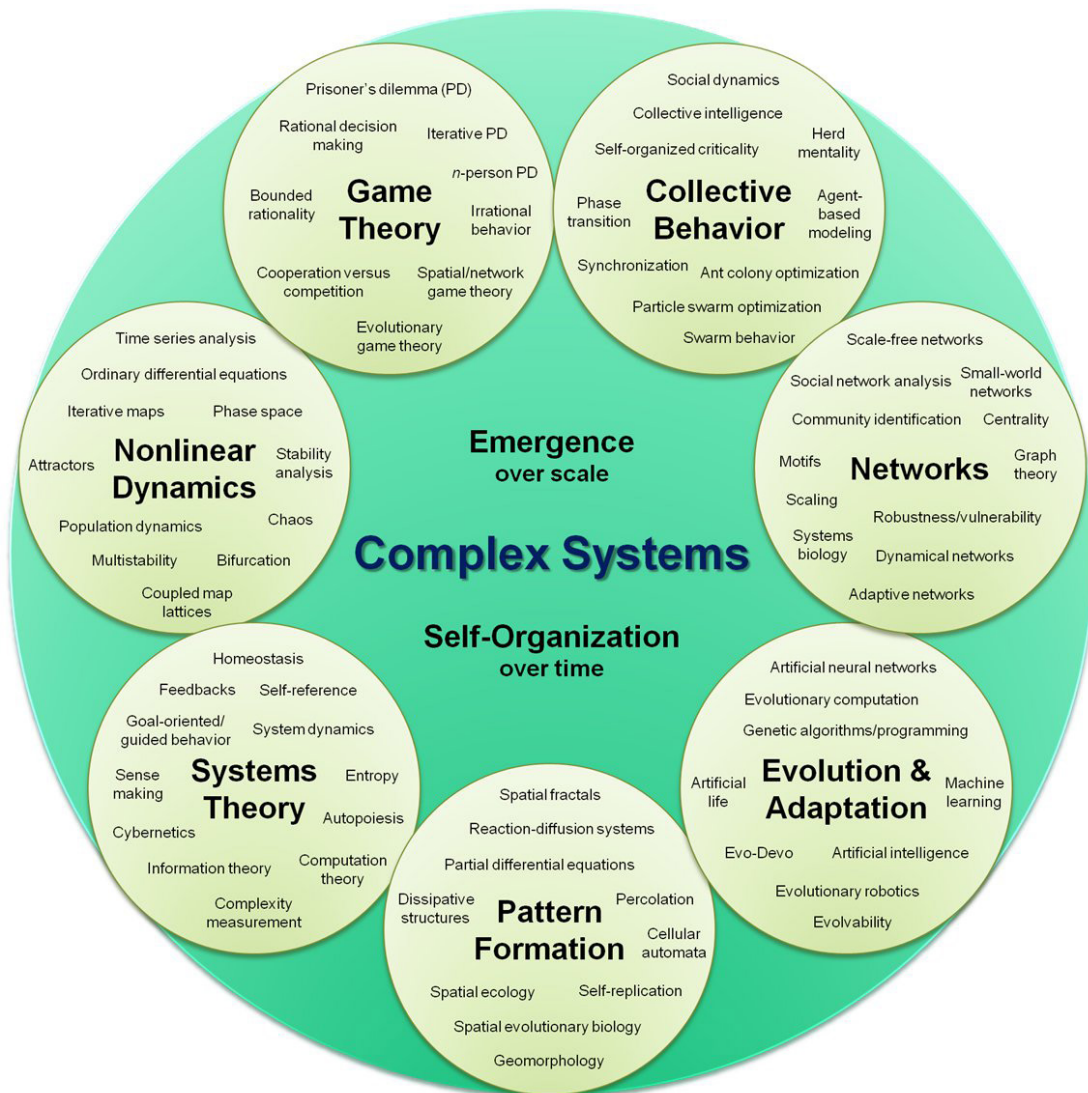 Prisoner's dilemma (PD)
Rational decision
making
Iterative PD
n-person PD
Bounded
rationality
Game
Theory
Irrational
behavior
Cooperation versus
competition
Spatial/network
game theory
Evolutionary
game theory
Social dynamics
Collective intelligence
Self-organized criticality
Herd
mentality
Phase
transition
Collective
Behavior
Agent-
based
modeling
Synchronization
Ant colony optimization
Particle swarm optimization
Swarm behavior
Time series analysis
Ordinary differential equations
Iterative maps
Phase space
Attractors
Nonlinear
Dynamics
Stability
analysis
Population dynamics
Chaos
Multistability
Bifurcation
Coupled map
lattices
Emergence
over scale
Complex Systems
Self-Organization
over time
Scale-free networks
Social network analysis
Small-world
networks
Community identification
Centrality
Motifs
Networks
Graph
theory
Scaling
Robustness/vulnerability
Systems
biology
Dynamical networks
Adaptive networks
Homeostasis
Feedbacks
Self-reference
Goal-oriented/
guided behavior
System dynamics
Sense
making
Systems
Theory
Entropy
Cybernetics
Autopoiesis
Information theory
Computation
theory
Complexity
measurement
Spatial fractals
Reaction-diffusion systems
Partial differential equations
Dissipative
structures
Percolation
Pattern
Formation
Cellular
automata
Spatial ecology
Self-replication
Spatial evolutionary biology
Geomorphology
Artificial neural networks
Evolutionary computation
Genetic algorithms/programming
Artificial
life
Evolution &
Adaptation
Machine
learning
Evo-Devo
Artificial intelligence
Evolutionary robotics
Evolvability